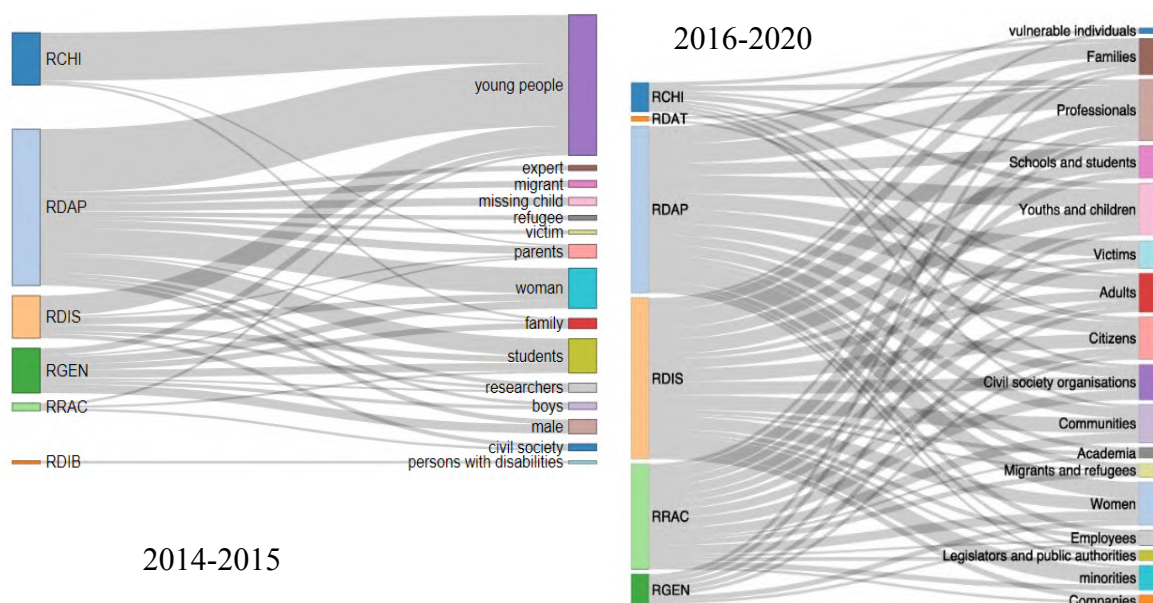 RCHI
RDAP
RDIS
RGEN
RRAC
RDIB
young people
expert
migrant
missing child
refugee
victim
parents
woman
family
students
researchers
boys
male
civil society
persons with disabilities
2014-2015
2016-2020
RCHI
RDAT
RDAP
RDIS
RRAC
RGEN
vulnerable individuals
Families
Professionals
Schools and students
Youths and children
Victims
Adults
Citizens
Civil society organisations
Communities
Academia
Migrants and refugees
Women
Employees
Legislators and public authorities
minorities
Companies